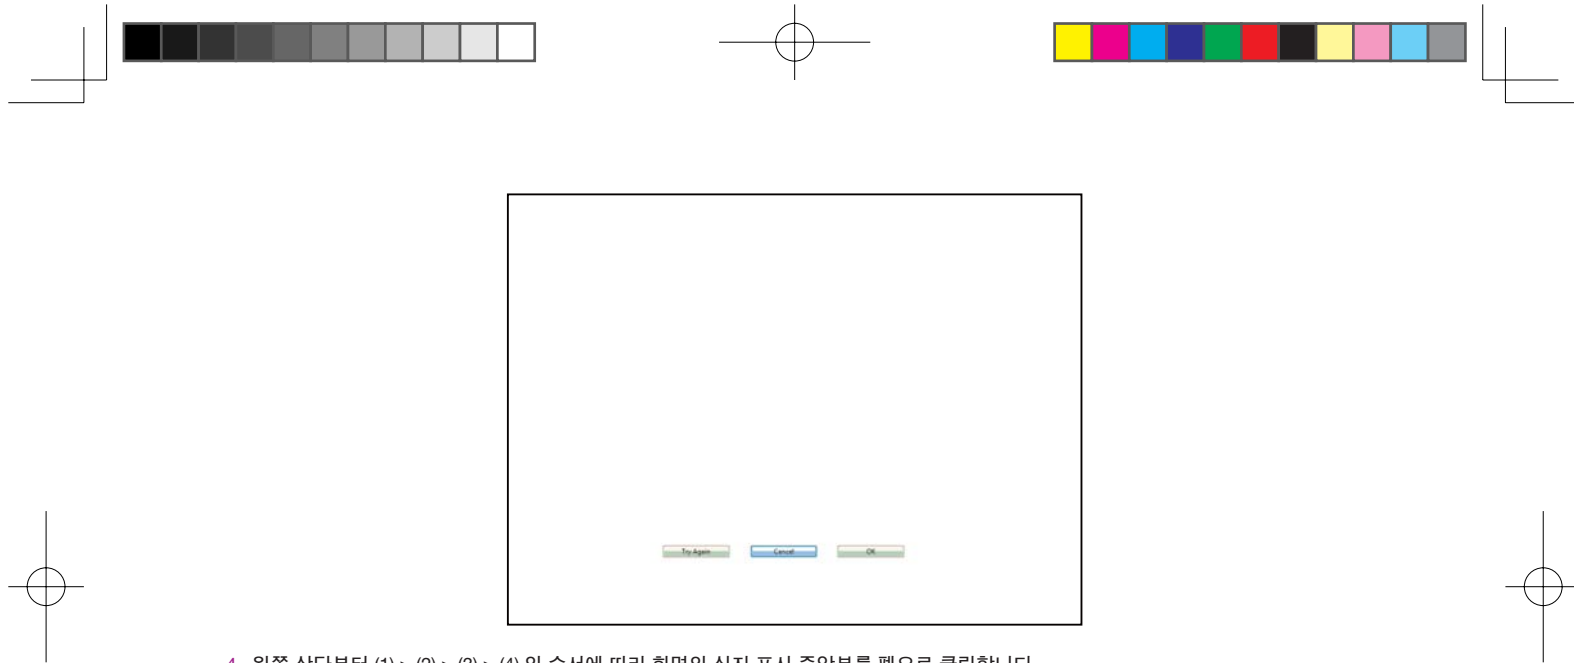 Try Again Cancel OK
4 왼쪽 상단부터 (1) > (2) > (3) > (4) 의 순서에 따라 화면의 십자 표시 중앙부를 펜으로 클릭합니다